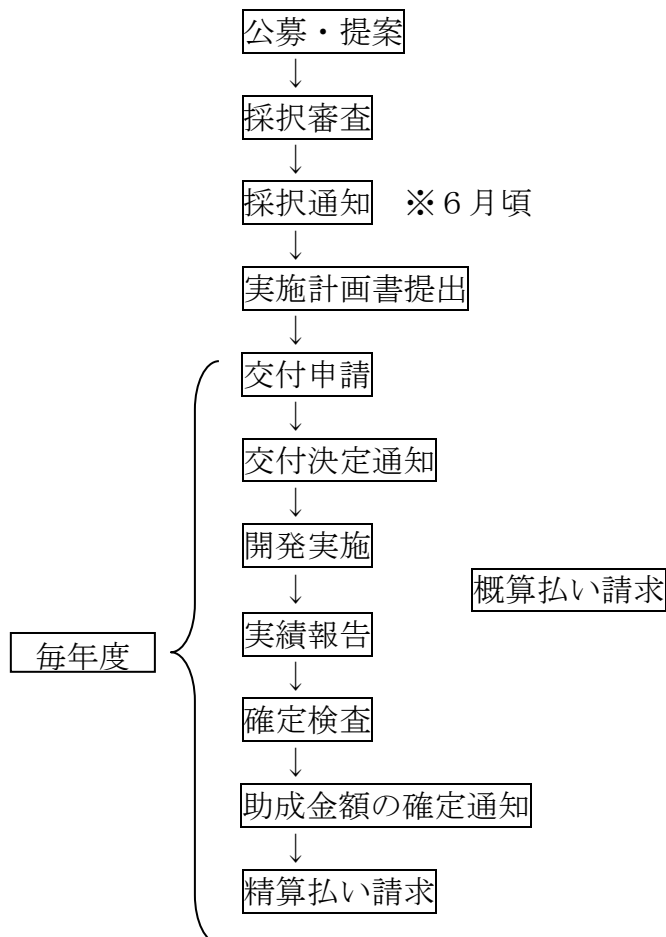 公募・提案
↓
採択審査
↓
採択通知　※６月頃
↓
実施計画書提出
↓
交付申請
↓
交付決定通知
↓
開発実施
↓
概算払い請求
実績報告
毎年度
↓
確定検査
↓
助成金額の確定通知
↓
精算払い請求